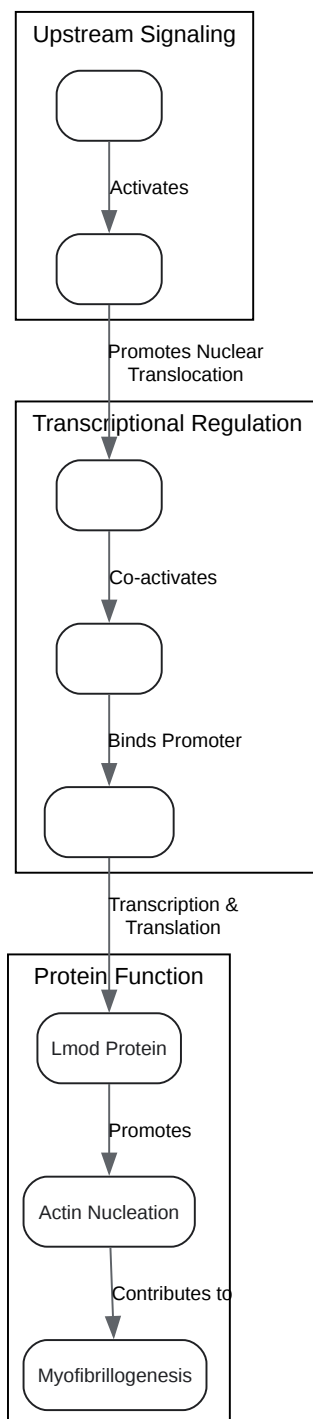 Upstream Signaling
Activates
Promotes Nuclear
Translocation
Transcriptional Regulation
Co-activates
Binds Promoter
Transcription &
Translation
Protein Function
Lmod Protein
Promotes
Actin Nucleation
Contributes to
Myofibrillogenesis